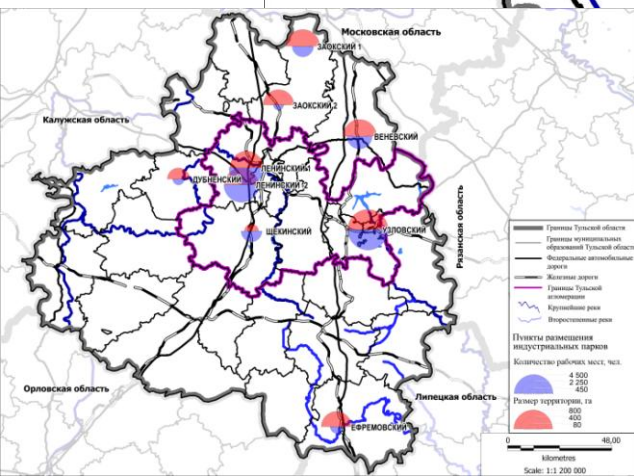 Московская область
ЗАОКСКИЙ 1
ЗАОКСКИЙ 2
Калужская область
ВЕНЕВСКИЙ
ЛЕНИНСКИЙ 1
ДУБНЕНСКИЙ
ЛЕНИНСКИЙ 2
Рязанская область
ЩЕКИНСКИЙ
УЗЛОВСКИЙ
Границы Тульской области
Границы муниципальных
образований Тульской области
Федеральные автомобильные
дороги
Железные дороги
Границы Тульской
агломерации
Крупнейшие реки
Второстепенные реки
Пункты размещения
индустриальных парков
Количество рабочих мест, чел.
4 500
2 250
450
Размер территории, га
800
400
80
Орловская область
Липецкая область
ЕФРЕМОВСКИЙ
0
48,00
kilometres
Scale: 1:1 200 000